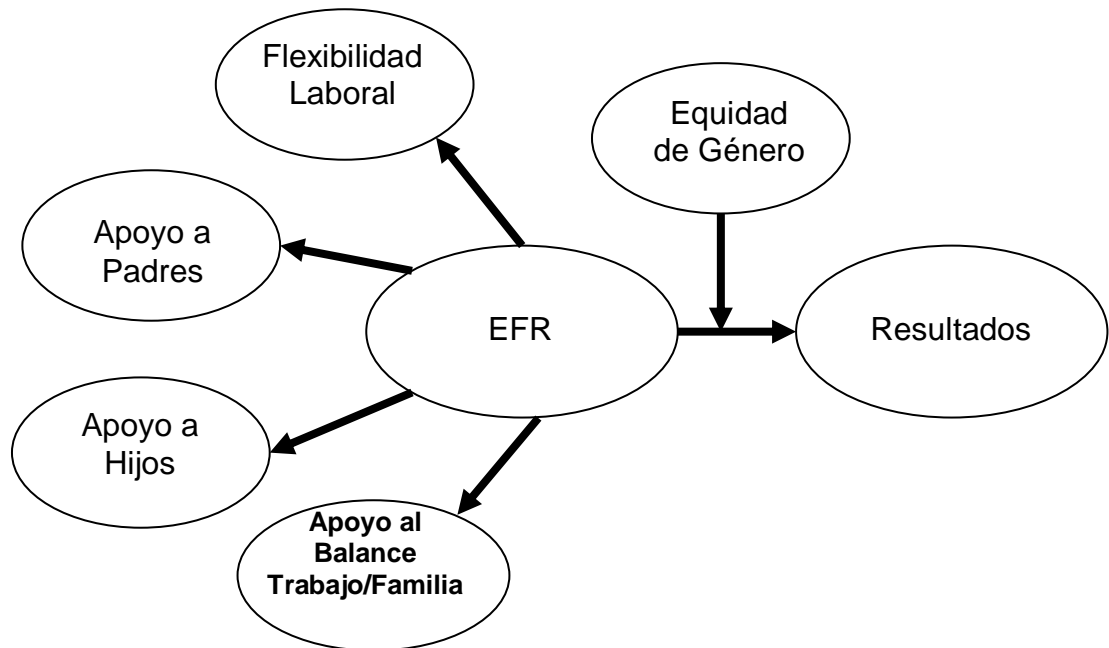 Flexibilidad
Laboral
Equidad
de Género
Apoyo a
Padres
EFR
Resultados
Apoyo a
Hijos
Apoyo al
Balance
Trabajo/Familia